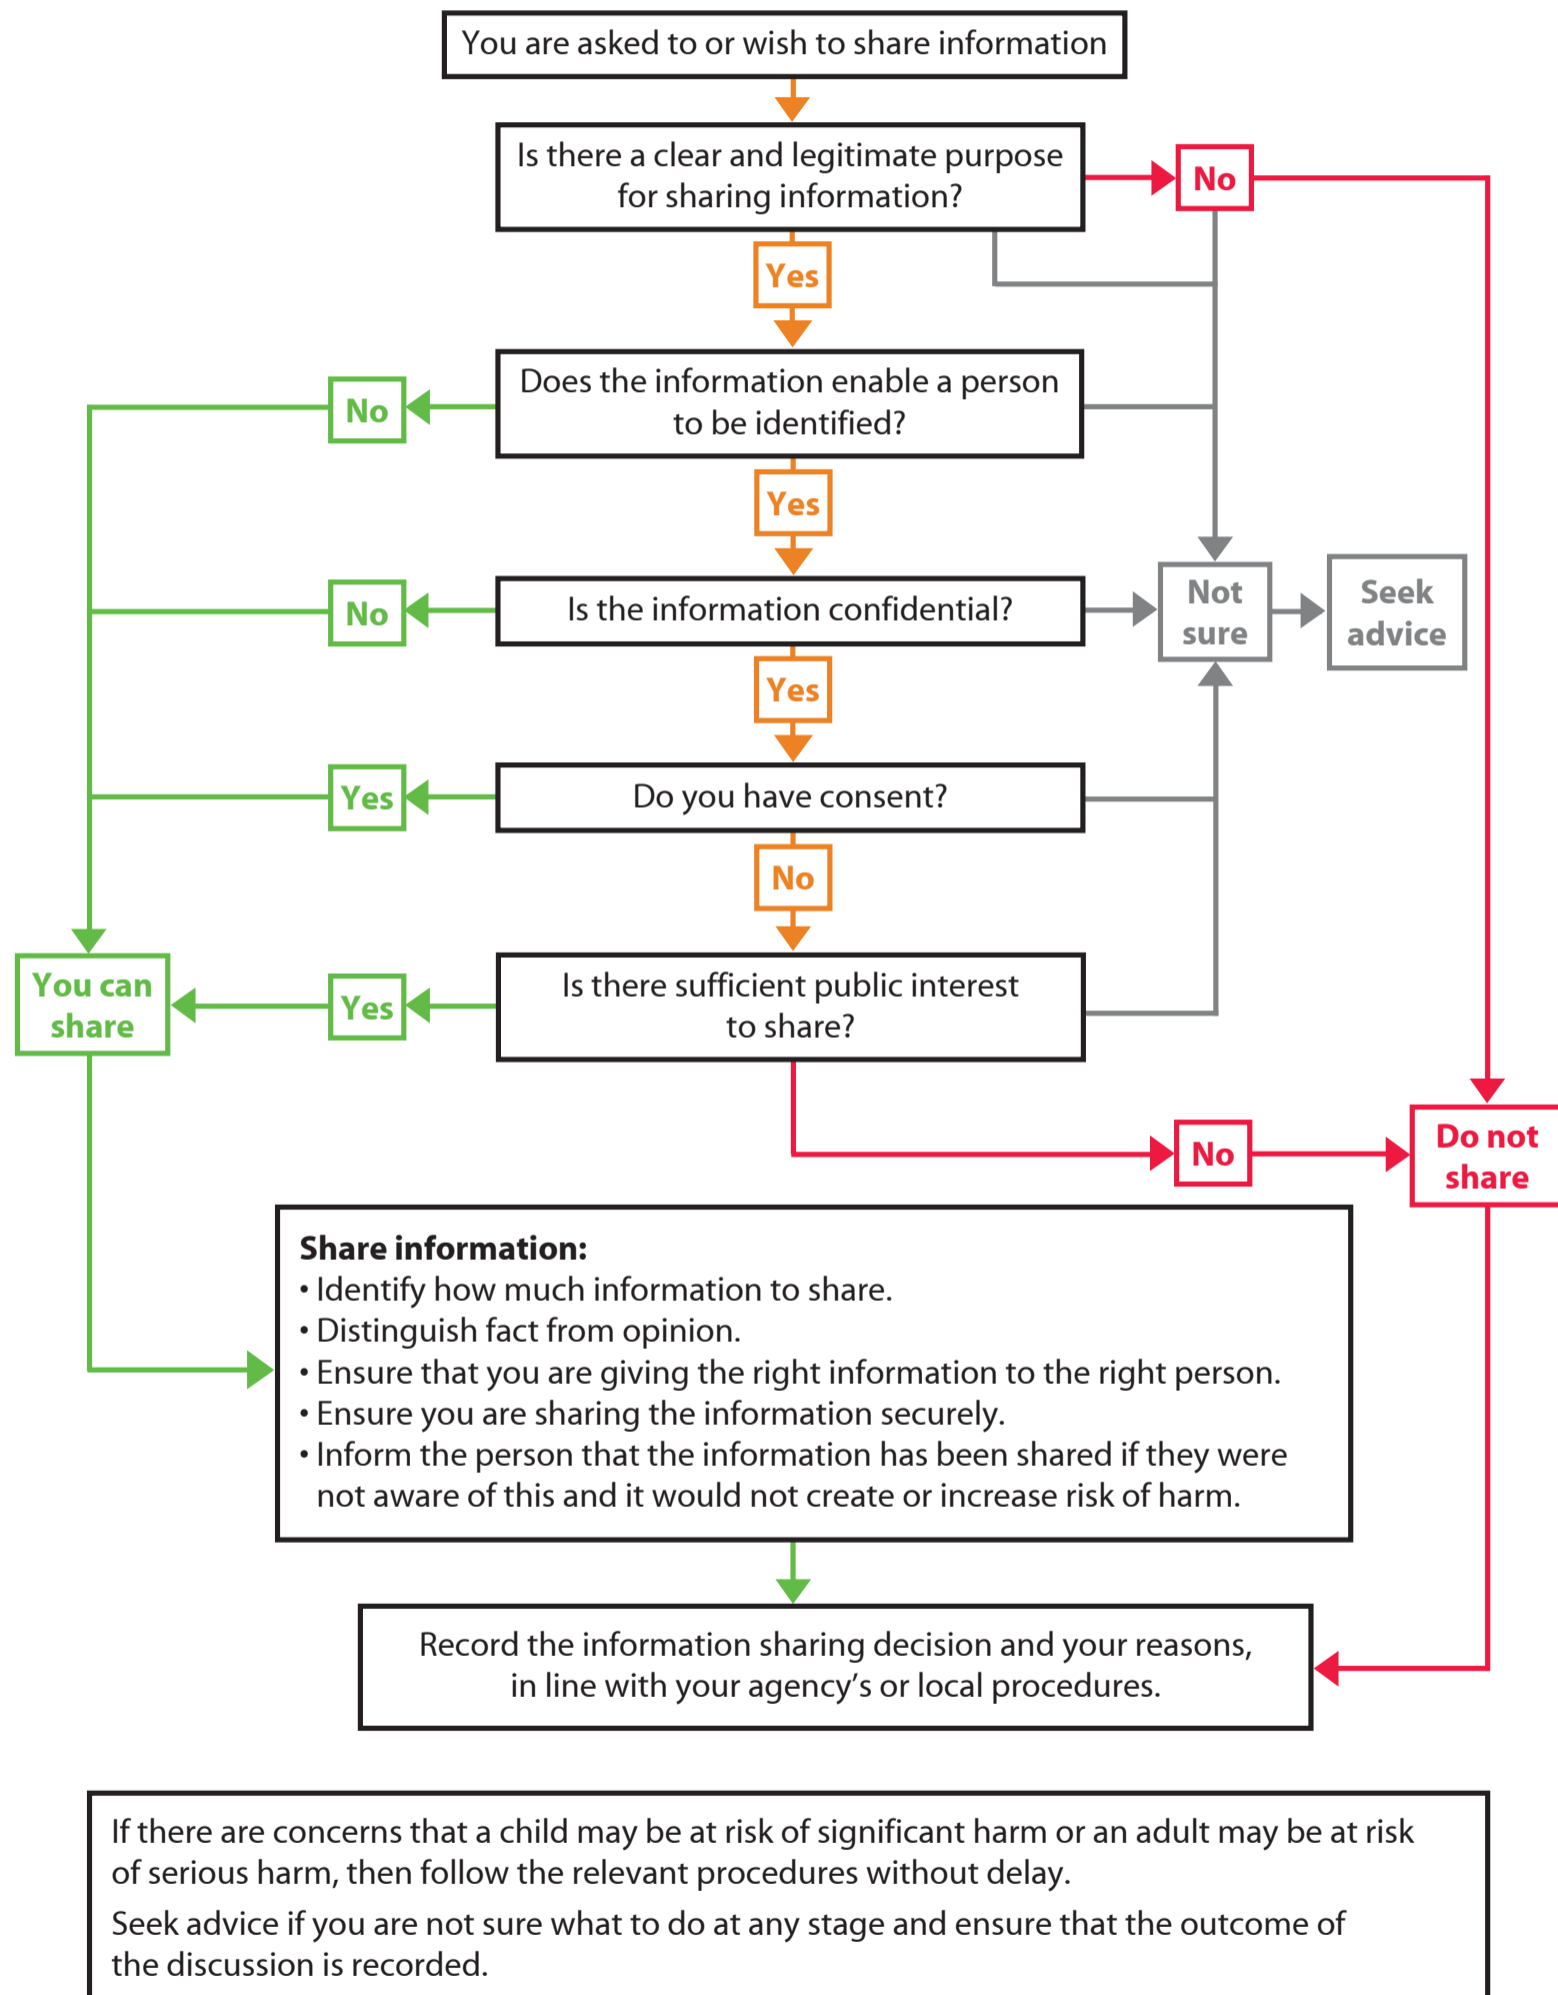 You are asked to or wish to share information
Is there a clear and legitimate purpose
for sharing information?
No
Yes
Does the information enable a person
to be identified?
No
Yes
Is the information confidential?
No
Not
sure
Seek
advice
Yes
Do you have consent?
Yes
No
Is there sufficient public interest
to share?
Yes
You can
share
No
Do not
share
Share information:
• Identify how much information to share.
• Distinguish fact from opinion.
• Ensure that you are giving the right information to the right person.
• Ensure you are sharing the information securely.
• Inform the person that the information has been shared if they were
not aware of this and it would not create or increase risk of harm.
Record the information sharing decision and your reasons,
in line with your agency’s or local procedures.
If there are concerns that a child may be at risk of significant harm or an adult may be at risk
of serious harm, then follow the relevant procedures without delay.
Seek advice if you are not sure what to do at any stage and ensure that the outcome of
the discussion is recorded.